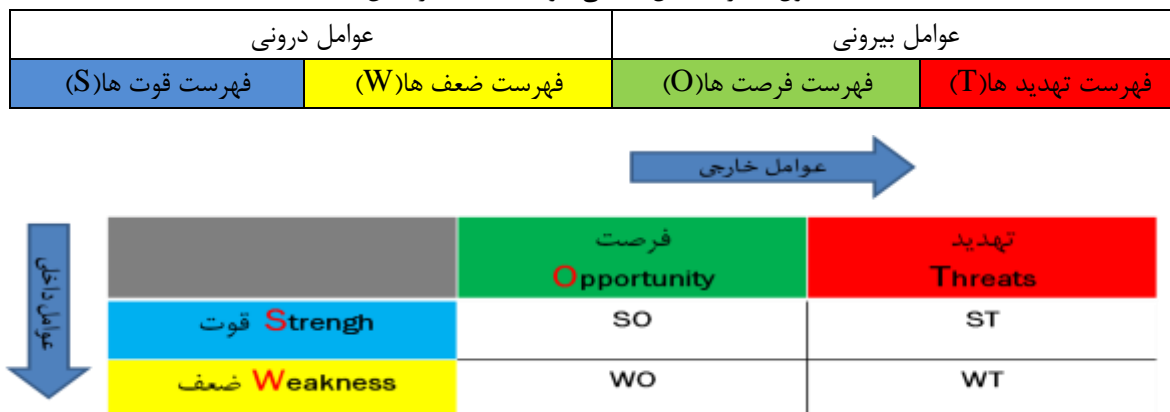 عوامل بیرونی عوامل درونی
فهرست تهدید ها(T) فهرست فرصت ها(O) فهرست ضعف ها(W) فهرست قوت ها(S)
عوامل خارجی
عوامل داخلی
فرصت تهدید
Opportunity Threats
Strengh قوت SO ST
Weakness ضعف WO WT